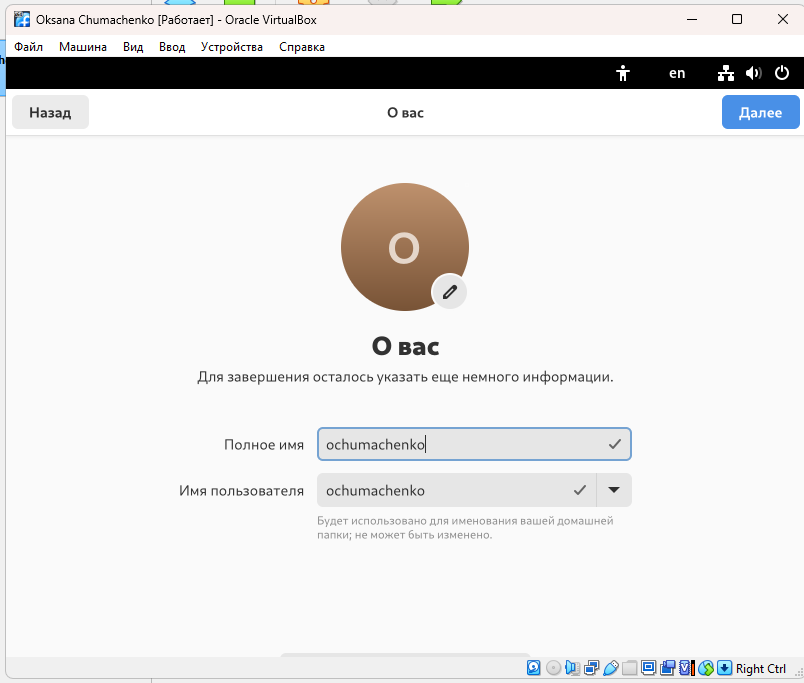 Oksana Chumachenko [Работает] - Oracle VirtualBox
Файл Машина Вид Ввод Устройства Справка
en
Назад О вас Далее
O
О вас
Для завершения осталось указать еще немного информации.
Полное имя ochumachenko
Имя пользователя ochumachenko
Будет использовано для именования вашей домашней
папки; не может быть изменено.
Right Ctrl